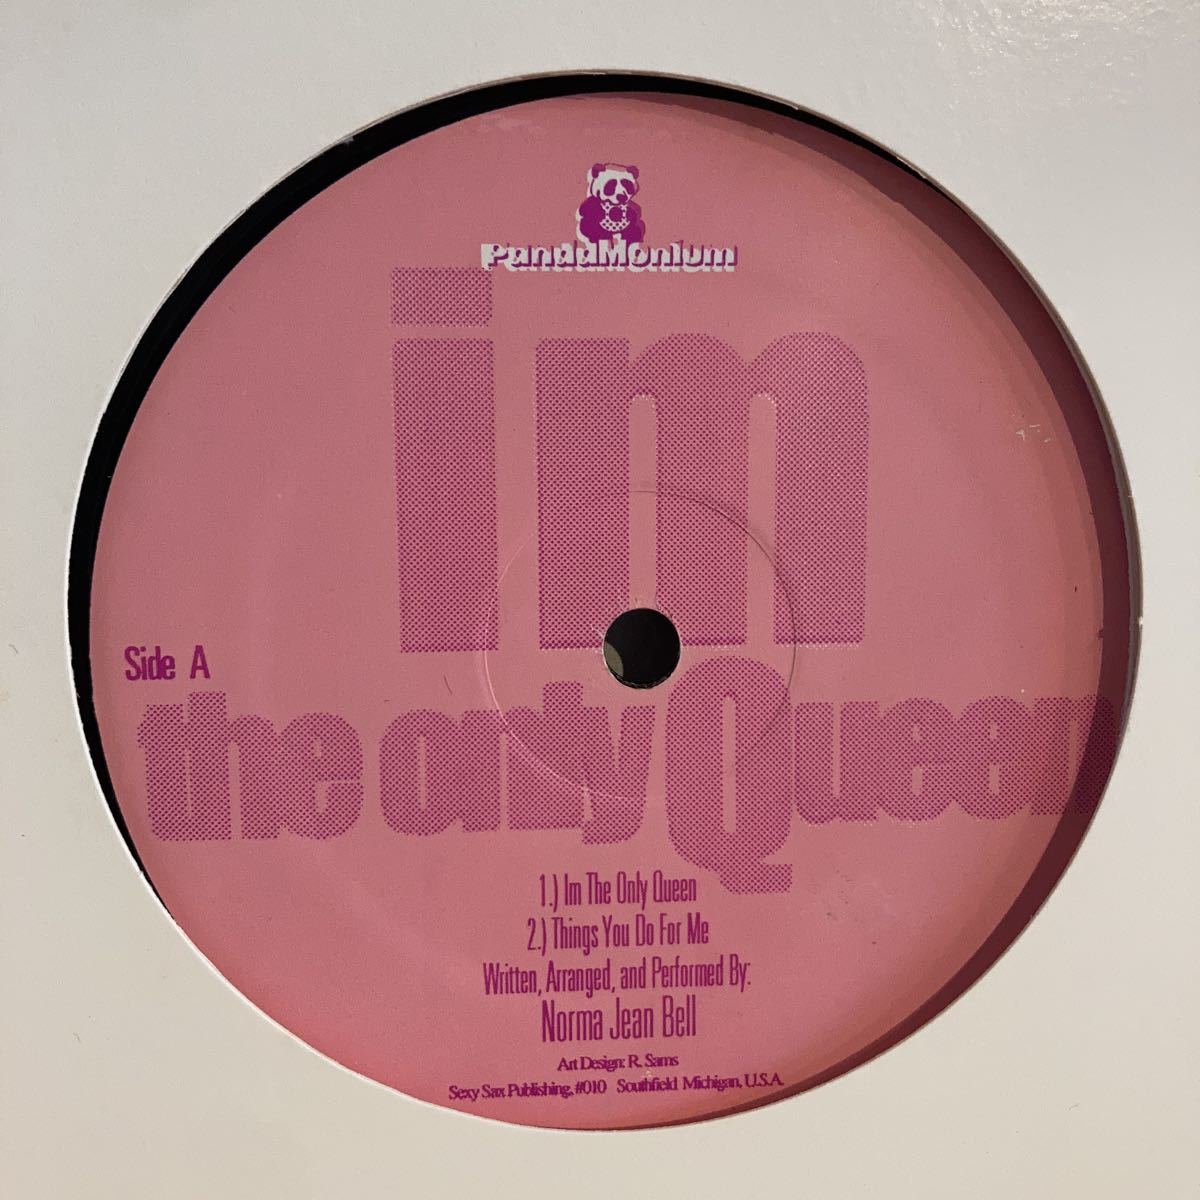 PandaMonium
im
Side A
the only Queen
1.) Im The Only Queen
2.) Things You Do For Me
Written, Arranged, and Performed By:
Norma Jean Bell
Art Design: R. Sams
Sexy Sax Publishing, #010 Southfield Michigan, U.S.A.